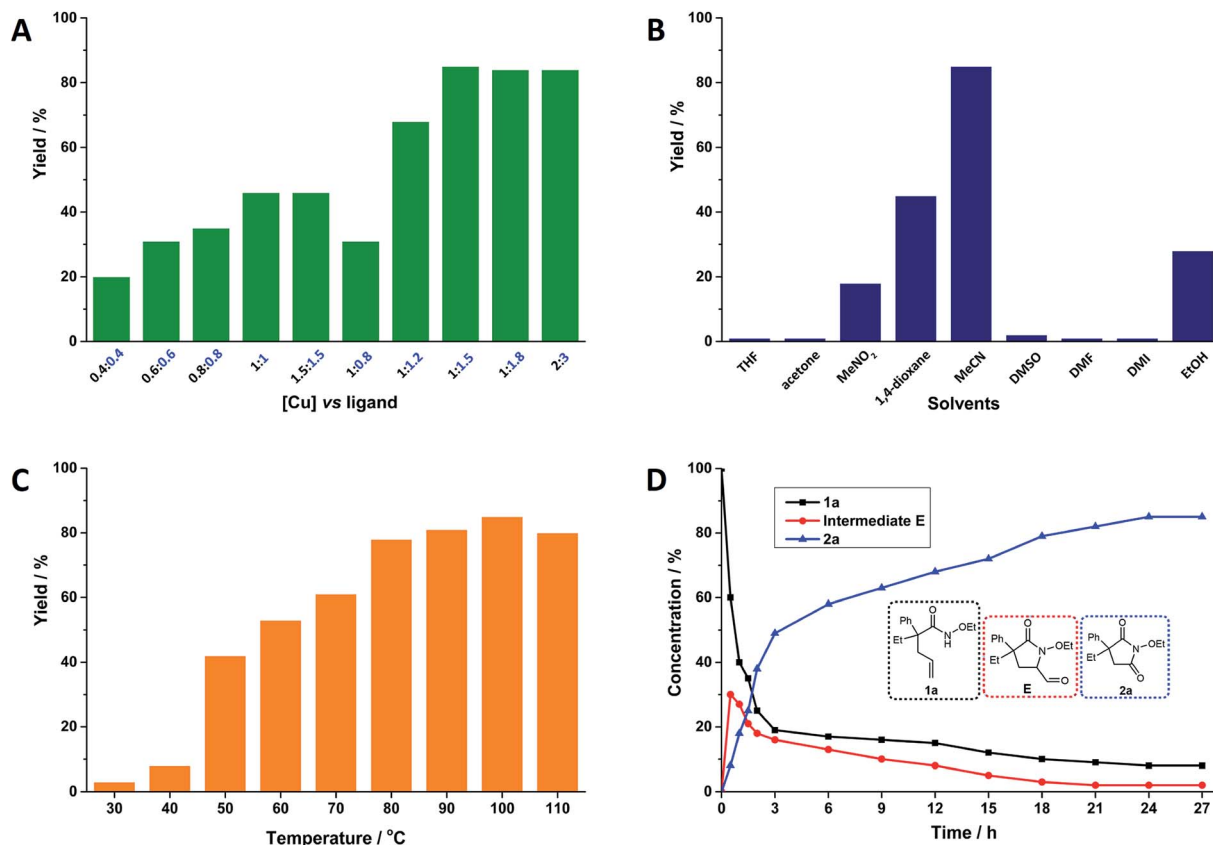 A
Yield / %
100
80
60
40
20
0
0.4:0.4
0.6:0.6
0.8:0.8
1:1
1.5:1.5
1:0.8
1:1.2
1:1.5
1:1.8
2:3
[Cu] vs ligand
B
Yield / %
100
80
60
40
20
0
THF
acetone
MeNO₂
1,4-dioxane
MeCN
DMSO
DMF
DMI
EtOH
Solvents
C
Yield / %
100
80
60
40
20
0
30 40 50 60 70 80 90 100 110
Temperature / °C
D
Concentration / %
100
80
60
40
20
0
1a
Intermediate E
2a
Ph
Et
O
N
H
OEt
1a
Ph
Et
O
N
OEt
O
E
Ph
Et
O
N
OEt
O
2a
0 3 6 9 12 15 18 21 24 27
Time / h